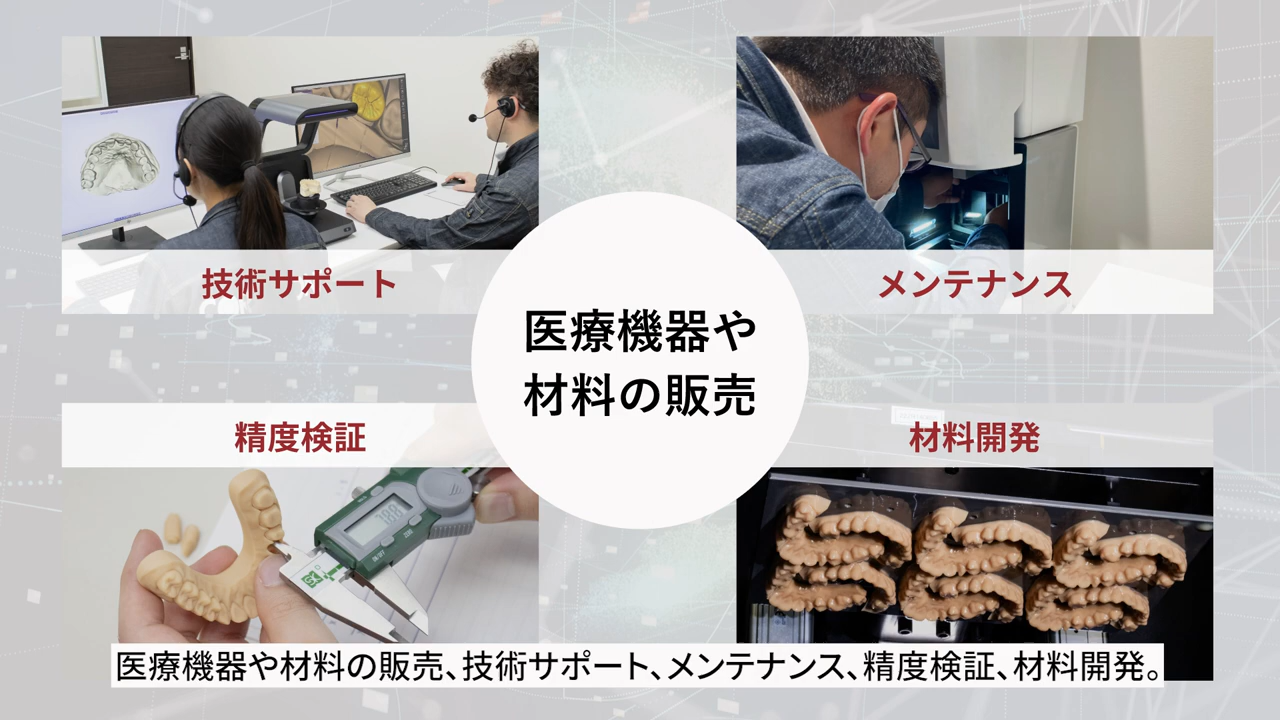 技術サポート
メンテナンス
医療機器や
材料の販売
精度検証
材料開発
医療機器や材料の販売、技術サポート、メンテナンス、精度検証、材料開発。